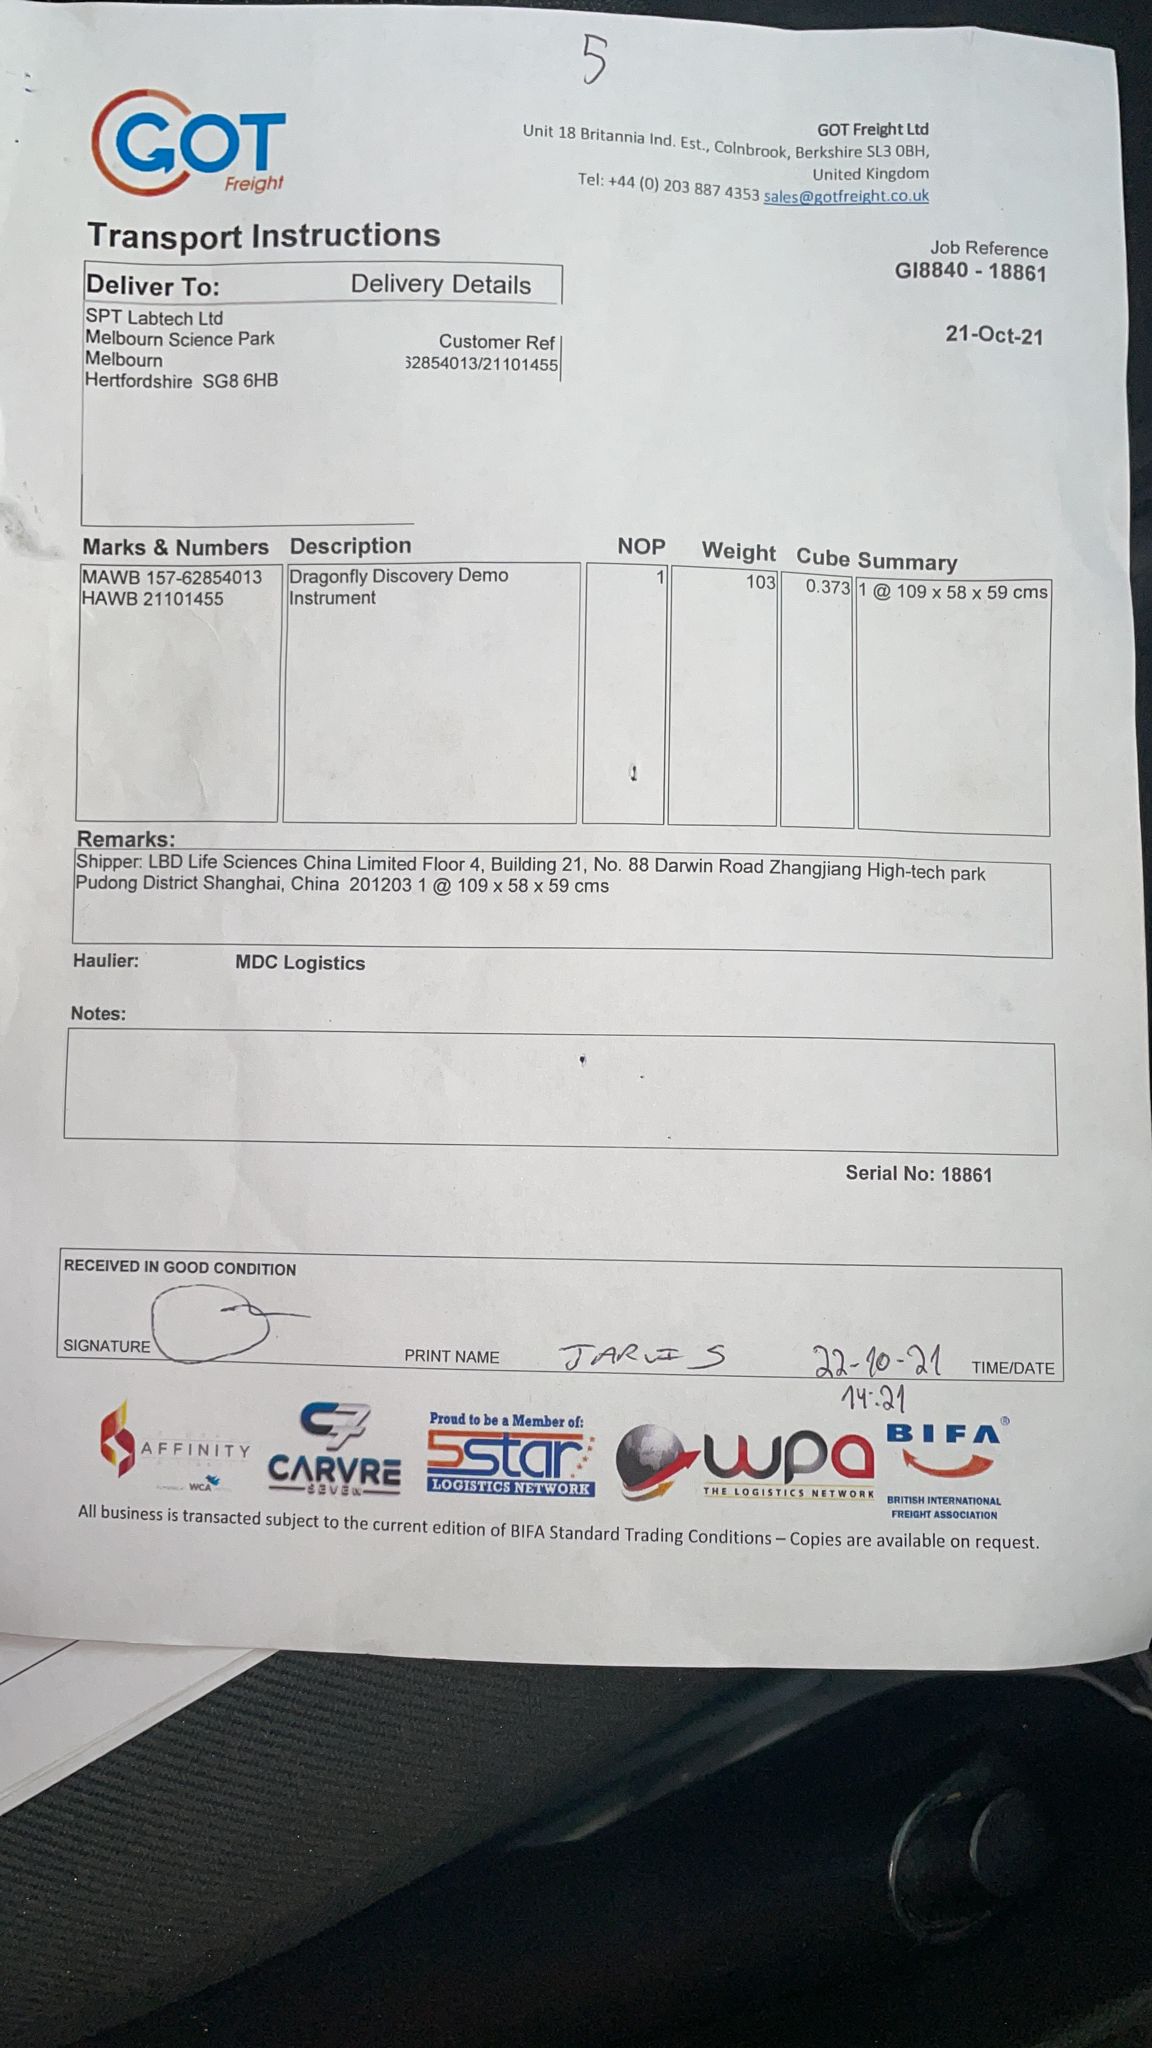 5
GOT
Freight
GOT Freight Ltd
Unit 18 Britannia Ind. Est., Colnbrook, Berkshire SL3 0BH,
United Kingdom
Tel: +44 (0) 203 887 4353 sales@gotfreight.co.uk
Transport Instructions
Job Reference
GI8840 - 18861
Deliver To: Delivery Details
21-Oct-21
SPT Labtech Ltd
Melbourn Science Park
Melbourn
Hertfordshire SG8 6HB
Customer Ref
62854013/21101455
Marks & Numbers Description NOP Weight Cube Summary
MAWB 157-62854013 Dragonfly Discovery Demo 1 103 0.373 1 @ 109 x 58 x 59 cms
HAWB 21101455 Instrument
Remarks:
Shipper: LBD Life Sciences China Limited Floor 4, Building 21, No. 88 Darwin Road Zhangjiang High-tech park
Pudong District Shanghai, China 201203 1 @ 109 x 58 x 59 cms
Haulier: MDC Logistics
Notes:
Serial No: 18861
RECEIVED IN GOOD CONDITION
SIGNATURE PRINT NAME JARVIS 22-10-21 TIME/DATE
14:21
AFFINITY
WCA
CARVRE
SEVEN
Proud to be a Member of:
5star
LOGISTICS NETWORK
wpa
THE LOGISTICS NETWORK
BIFA®
BRITISH INTERNATIONAL
FREIGHT ASSOCIATION
All business is transacted subject to the current edition of BIFA Standard Trading Conditions – Copies are available on request.